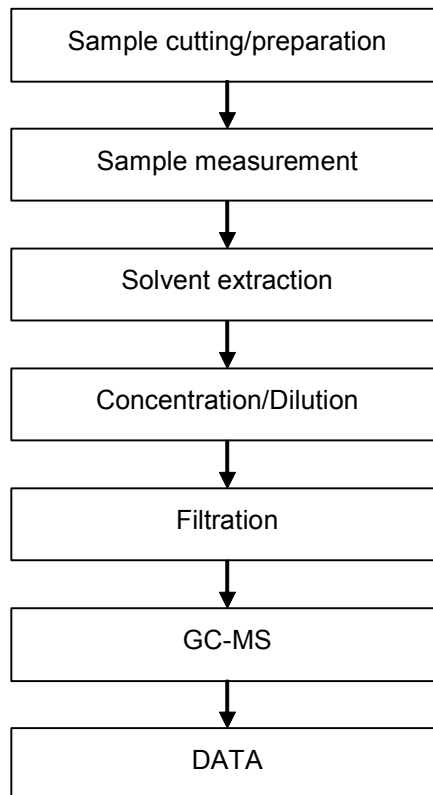 Sample cutting/preparation
Sample measurement
Solvent extraction
Concentration/Dilution
Filtration
GC-MS
DATA